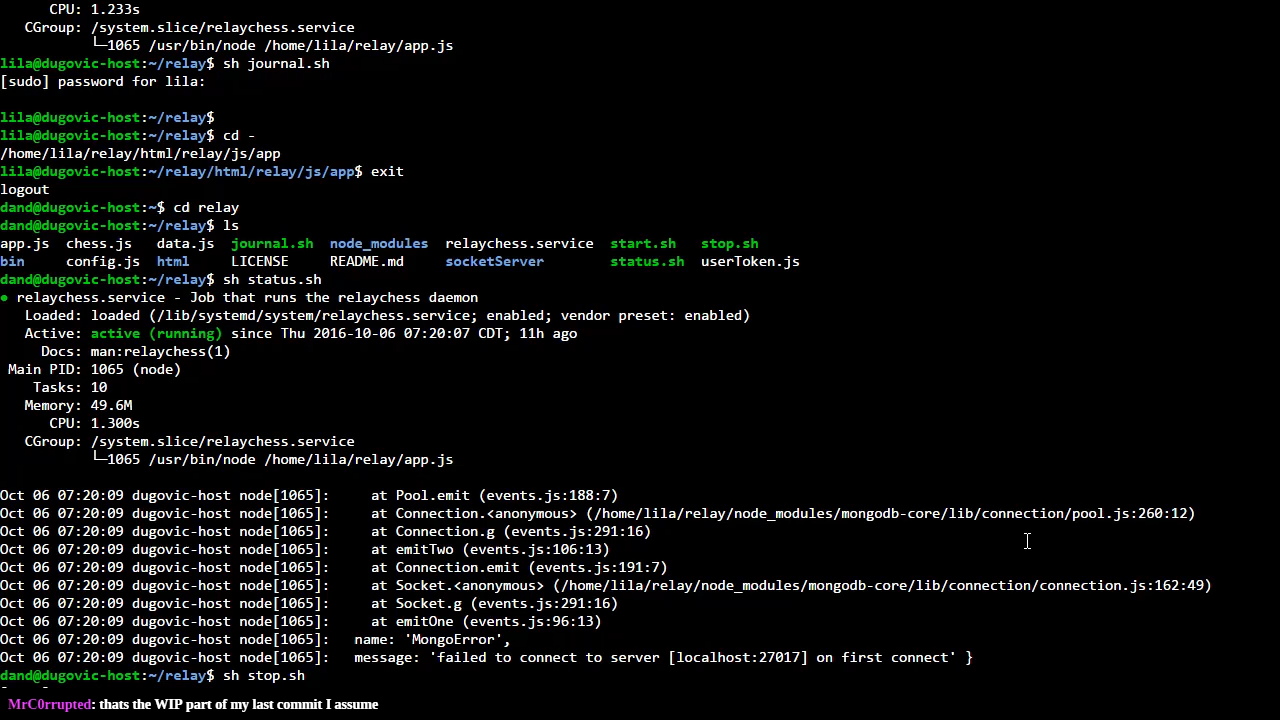 CPU: 1.233s
CGroup: /system.slice/relaychess.service
└─1065 /usr/bin/node /home/lila/relay/app.js
lila@dugovic-host:~/relay$ sh journal.sh
[sudo] password for lila:
lila@dugovic-host:~/relay$
lila@dugovic-host:~/relay$ cd -
/home/lila/relay/html/relay/js/app
lila@dugovic-host:~/relay/html/relay/js/app$ exit
logout
dand@dugovic-host:~$ cd relay
dand@dugovic-host:~/relay$ ls
app.js chess.js data.js journal.sh node_modules relaychess.service start.sh stop.sh
bin config.js html LICENSE README.md socketServer status.sh userToken.js
dand@dugovic-host:~/relay$ sh status.sh
● relaychess.service - Job that runs the relaychess daemon
Loaded: loaded (/lib/systemd/system/relaychess.service; enabled; vendor preset: enabled)
Active: active (running) since Thu 2016-10-06 07:20:07 CDT; 11h ago
Docs: man:relaychess(1)
Main PID: 1065 (node)
Tasks: 10
Memory: 49.6M
CPU: 1.300s
CGroup: /system.slice/relaychess.service
└─1065 /usr/bin/node /home/lila/relay/app.js
Oct 06 07:20:09 dugovic-host node[1065]: at Pool.emit (events.js:188:7)
Oct 06 07:20:09 dugovic-host node[1065]: at Connection.<anonymous> (/home/lila/relay/node_modules/mongodb-core/lib/connection/pool.js:260:12)
Oct 06 07:20:09 dugovic-host node[1065]: at Connection.g (events.js:291:16)
Oct 06 07:20:09 dugovic-host node[1065]: at emitTwo (events.js:106:13)
Oct 06 07:20:09 dugovic-host node[1065]: at Connection.emit (events.js:191:7)
Oct 06 07:20:09 dugovic-host node[1065]: at Socket.<anonymous> (/home/lila/relay/node_modules/mongodb-core/lib/connection/connection.js:162:49)
Oct 06 07:20:09 dugovic-host node[1065]: at Socket.g (events.js:291:16)
Oct 06 07:20:09 dugovic-host node[1065]: at emitOne (events.js:96:13)
Oct 06 07:20:09 dugovic-host node[1065]: name: 'MongoError',
Oct 06 07:20:09 dugovic-host node[1065]: message: 'failed to connect to server [localhost:27017] on first connect' }
dand@dugovic-host:~/relay$ sh stop.sh
MrC0rrupted: thats the WIP part of my last commit I assume